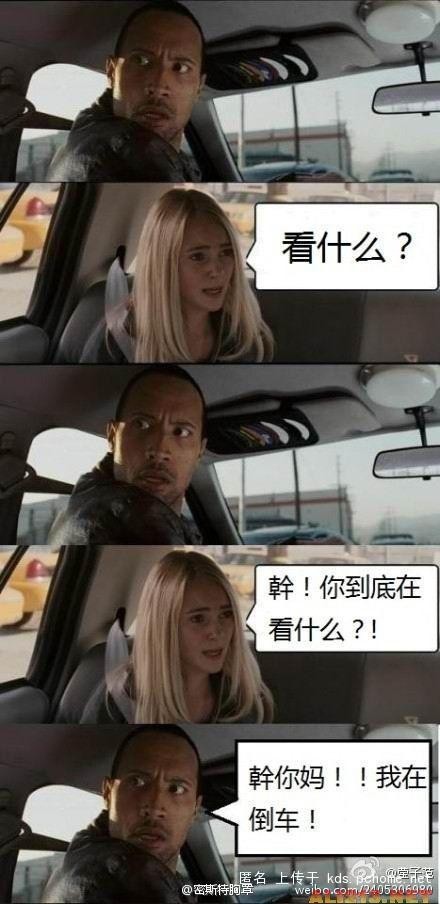 看什么？
幹！你到底在
看什么？！
幹你妈！！我在
倒车！
匿名 上传于 kds.pchome.net
@密斯特胸罩
weibo.com/2405306980